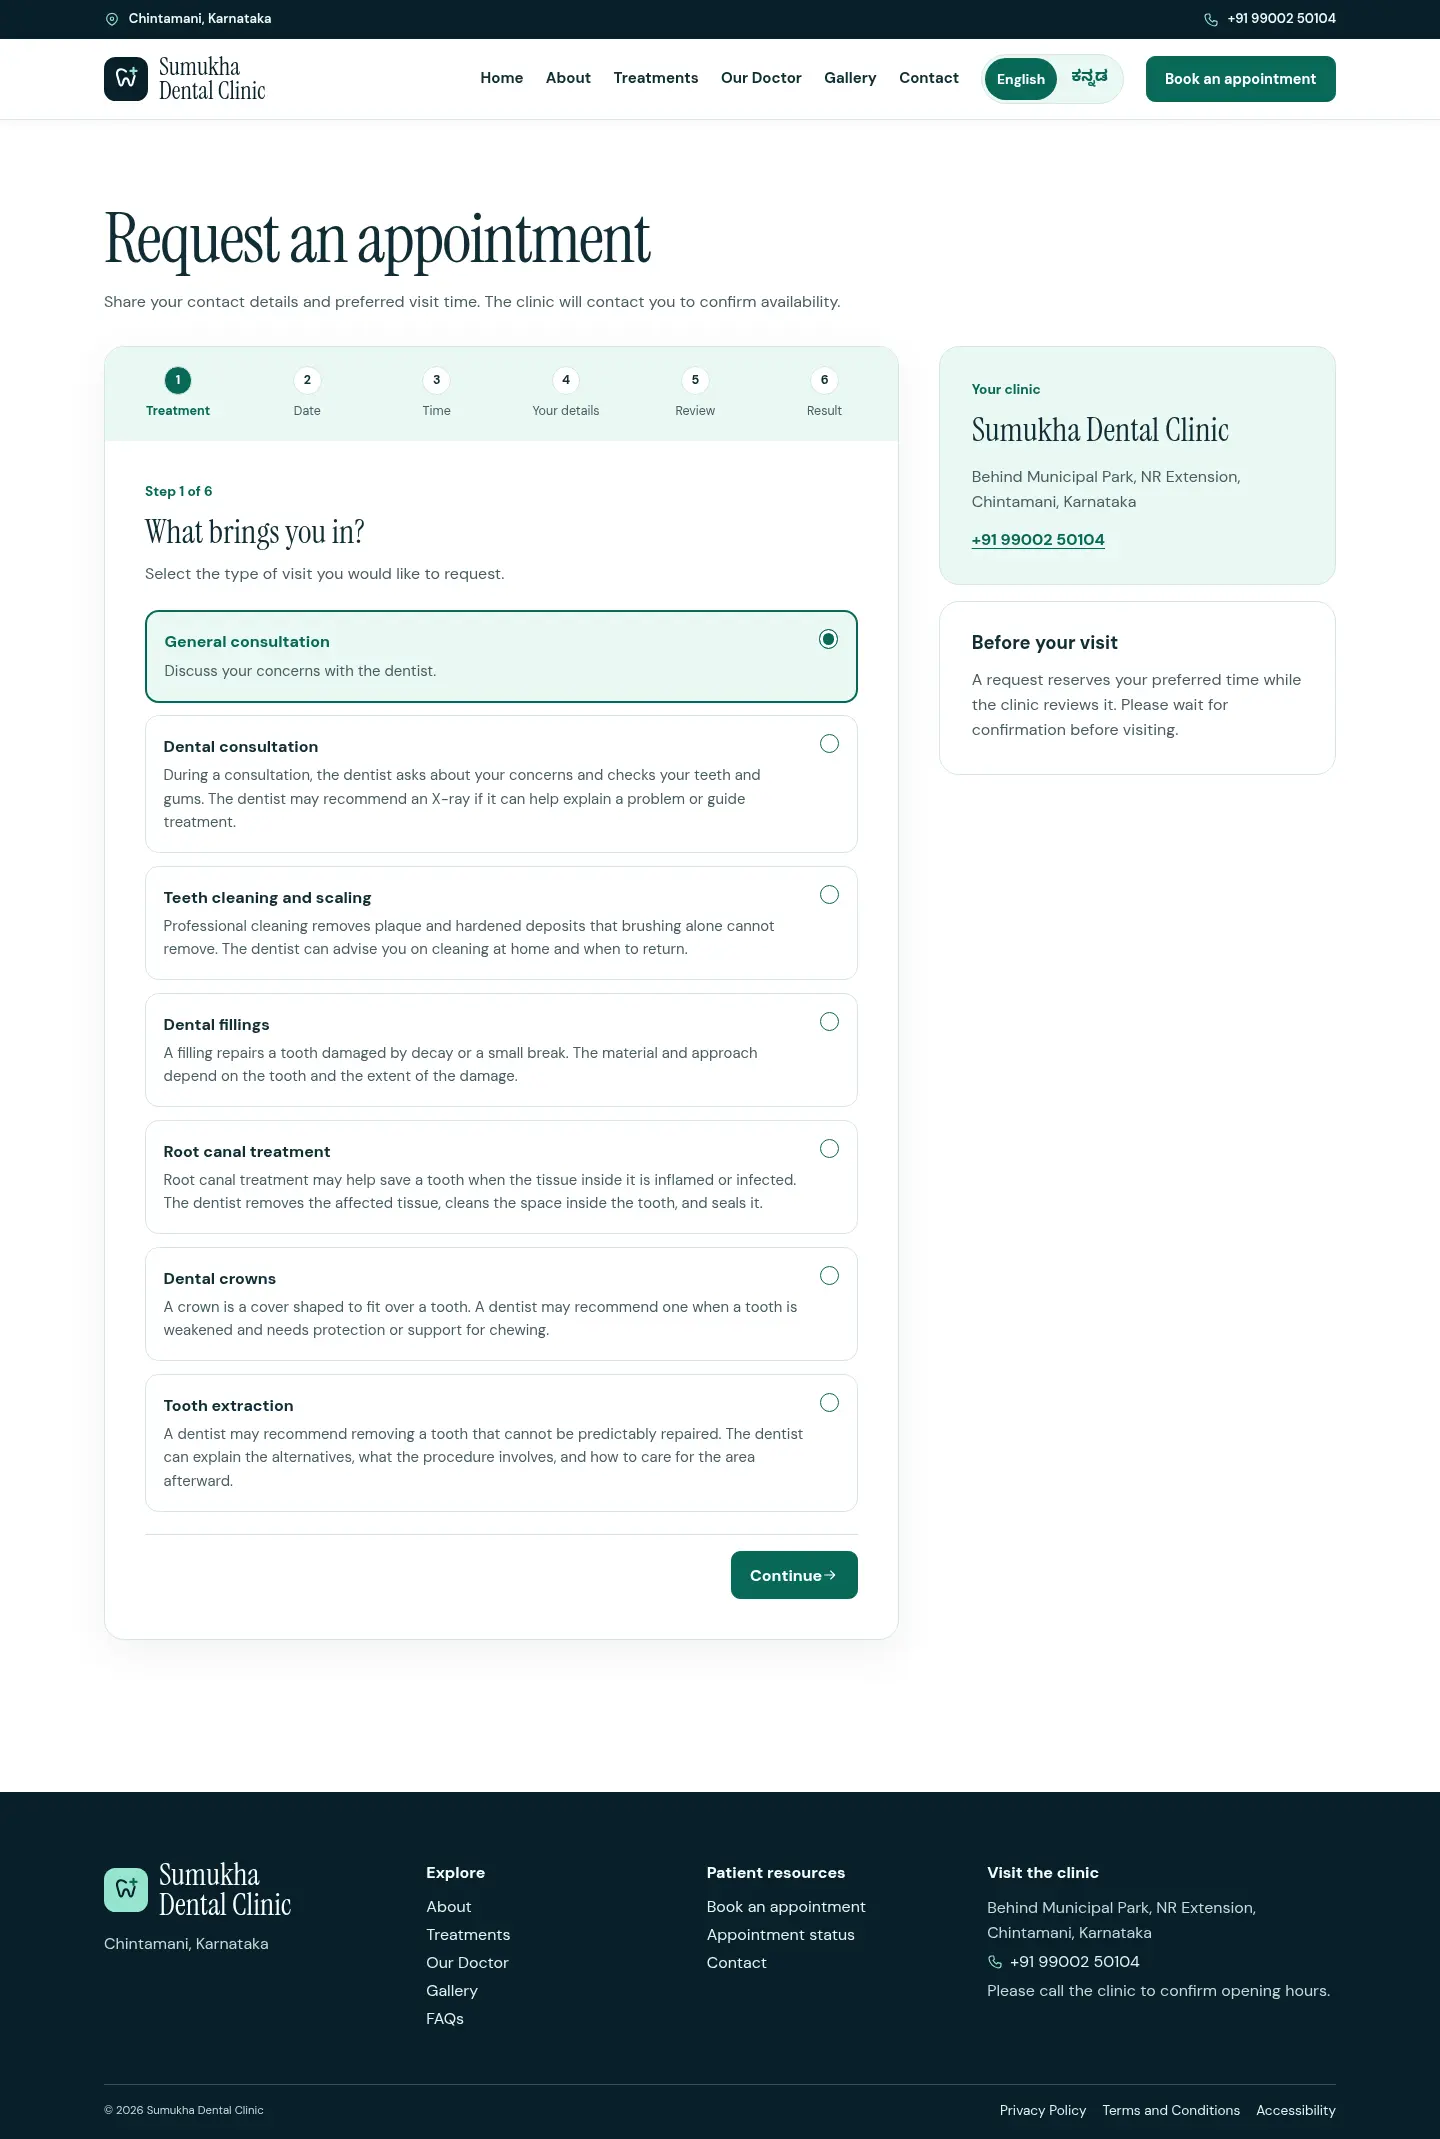 Chintamani, Karnataka
+91 99002 50104
Sumukha
Dental Clinic
Home
About
Treatments
Our Doctor
Gallery
Contact
English
ಕನ್ನಡ
Book an appointment
Request an appointment
Share your contact details and preferred visit time. The clinic will contact you to confirm availability.
1
Treatment
2
Date
3
Time
4
Your details
5
Review
6
Result
Step 1 of 6
What brings you in?
Select the type of visit you would like to request.
General consultation
Discuss your concerns with the dentist.
Dental consultation
During a consultation, the dentist asks about your concerns and checks your teeth and
gums. The dentist may recommend an X-ray if it can help explain a problem or guide
treatment.
Teeth cleaning and scaling
Professional cleaning removes plaque and hardened deposits that brushing alone cannot
remove. The dentist can advise you on cleaning at home and when to return.
Dental fillings
A filling repairs a tooth damaged by decay or a small break. The material and approach
depend on the tooth and the extent of the damage.
Root canal treatment
Root canal treatment may help save a tooth when the tissue inside it is inflamed or infected.
The dentist removes the affected tissue, cleans the space inside the tooth, and seals it.
Dental crowns
A crown is a cover shaped to fit over a tooth. A dentist may recommend one when a tooth is
weakened and needs protection or support for chewing.
Tooth extraction
A dentist may recommend removing a tooth that cannot be predictably repaired. The dentist
can explain the alternatives, what the procedure involves, and how to care for the area
afterward.
Continue→
Your clinic
Sumukha Dental Clinic
Behind Municipal Park, NR Extension,
Chintamani, Karnataka
+91 99002 50104
Before your visit
A request reserves your preferred time while
the clinic reviews it. Please wait for
confirmation before visiting.
Sumukha
Dental Clinic
Chintamani, Karnataka
Explore
About
Treatments
Our Doctor
Gallery
FAQs
Patient resources
Book an appointment
Appointment status
Contact
Visit the clinic
Behind Municipal Park, NR Extension,
Chintamani, Karnataka
+91 99002 50104
Please call the clinic to confirm opening hours.
© 2026 Sumukha Dental Clinic
Privacy Policy
Terms and Conditions
Accessibility